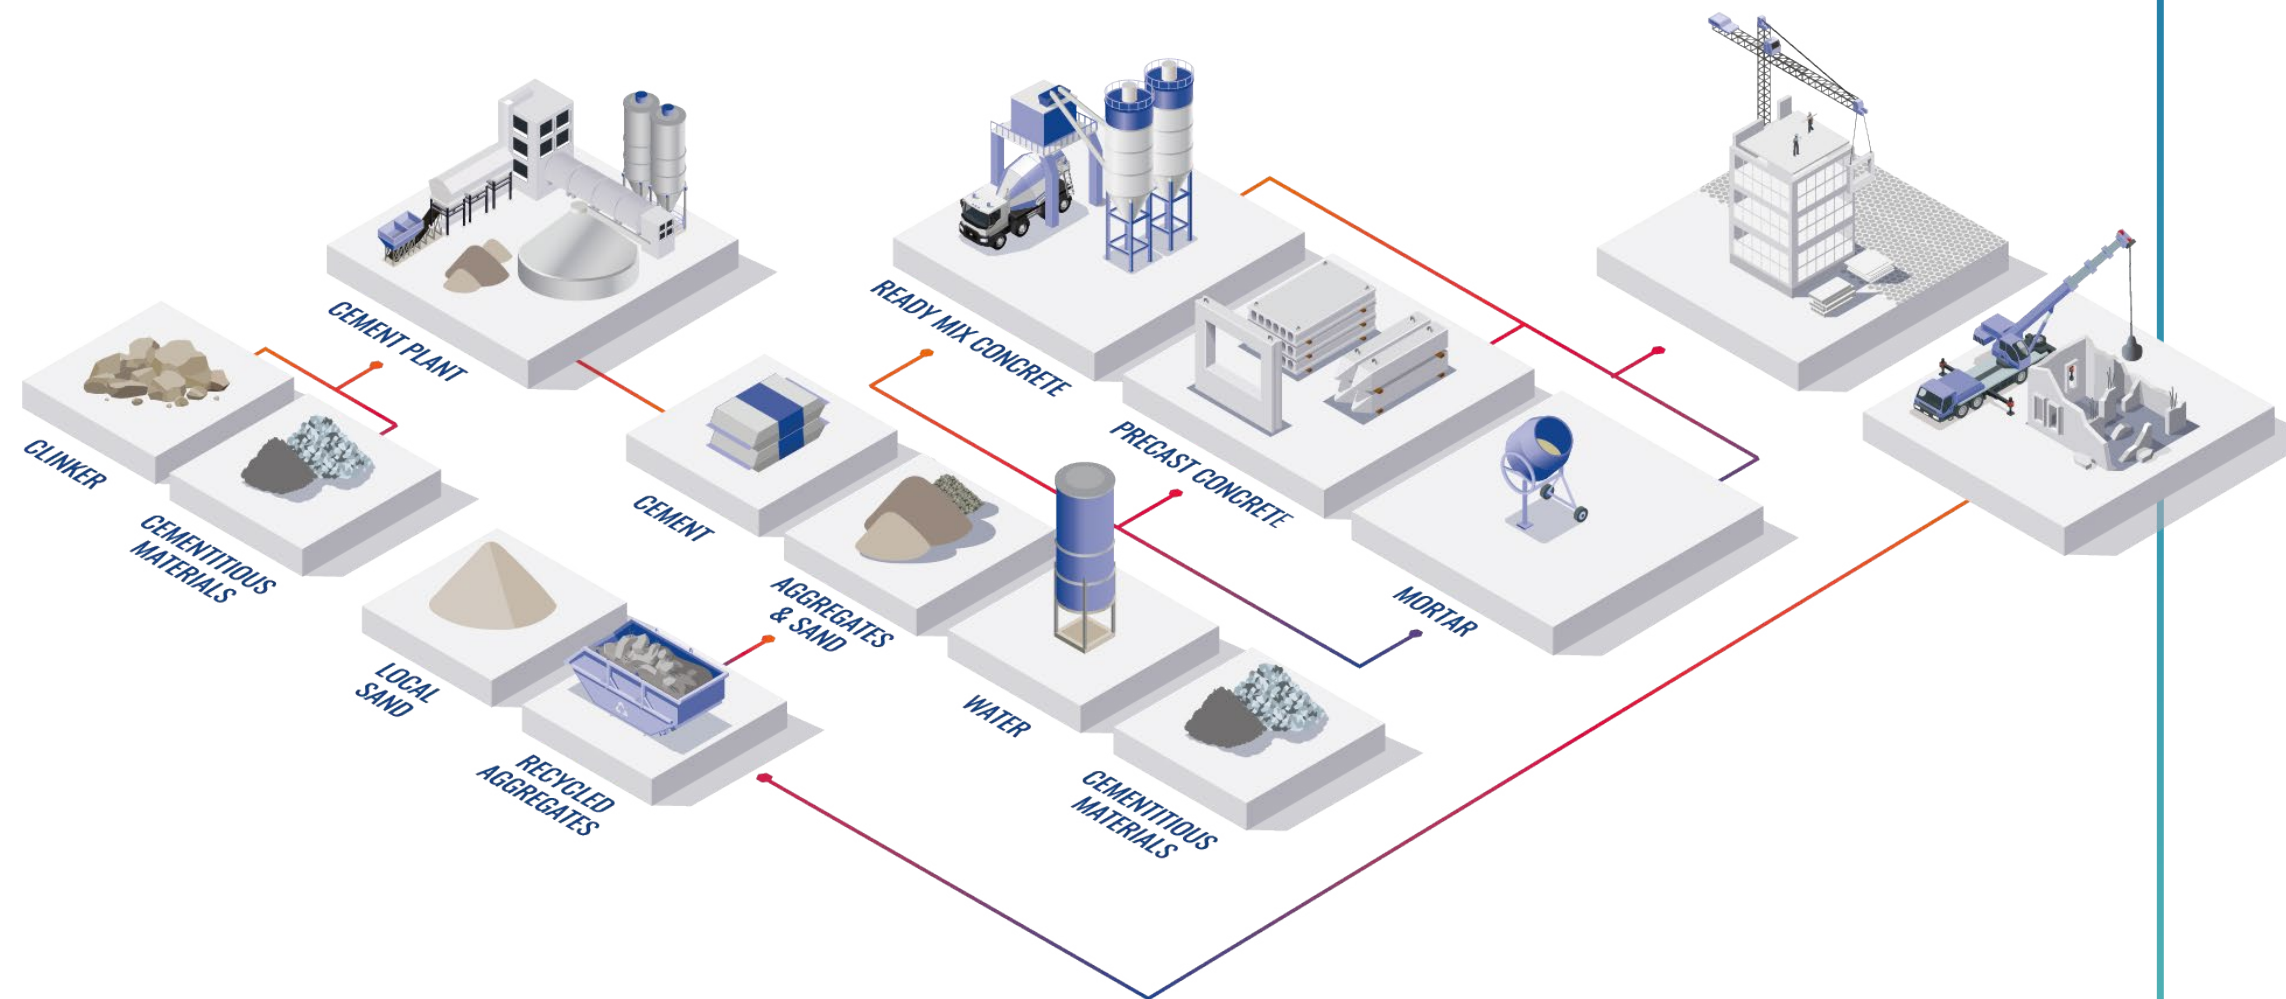 CEMENT PLANT
CLINKER
CEMENTITIOUS
MATERIALS
LOCAL
SAND
RECYCLED
AGGREGATES
CEMENT
AGGREGATES
& SAND
WATER
CEMENTITIOUS
MATERIALS
READY MIX CONCRETE
PRECAST CONCRETE
MORTAR